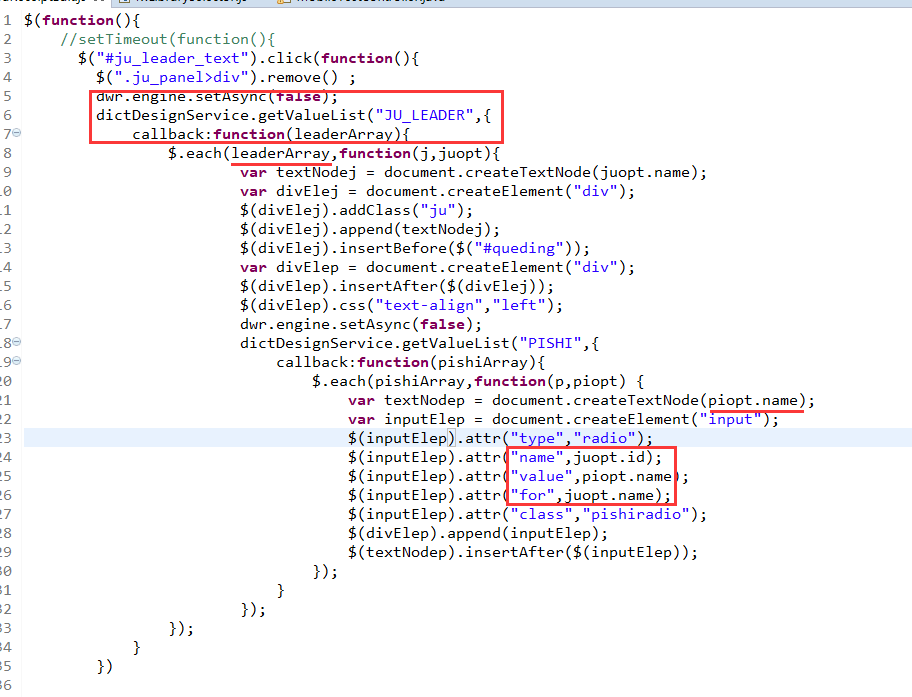 1 $(function(){
2 //setTimeout(function(){
3 $("#ju_leader_text").click(function(){
4 $(".ju_panel>div").remove() ;
5 dwr.engine.setAsync(false);
6 dictDesignService.getValueList("JU_LEADER",{
7 callback:function(leaderArray){
8 $.each(leaderArray,function(j,juopt){
9 var textNodej = document.createTextNode(juopt.name);
10 var divElej = document.createElement("div");
11 $(divElej).addClass("ju");
12 $(divElej).append(textNodej);
13 $(divElej).insertBefore($("#queding"));
14 var divElep = document.createElement("div");
15 $(divElep).insertAfter($(divElej));
16 $(divElep).css("text-align","left");
17 dwr.engine.setAsync(false);
18 dictDesignService.getValueList("PISHI",{
19 callback:function(pishiArray){
20 $.each(pishiArray,function(p,piopt) {
21 var textNodep = document.createTextNode(piopt.name);
22 var inputElep = document.createElement("input");
23 $(inputElep).attr("type","radio");
24 $(inputElep).attr("name",juopt.id);
25 $(inputElep).attr("value",piopt.name);
26 $(inputElep).attr("for",juopt.name);
27 $(inputElep).attr("class","pishiradio");
28 $(divElep).append(inputElep);
29 $(textNodep).insertAfter($(inputElep));
30 });
31 }
32 });
33 });
34 }
35 })
36